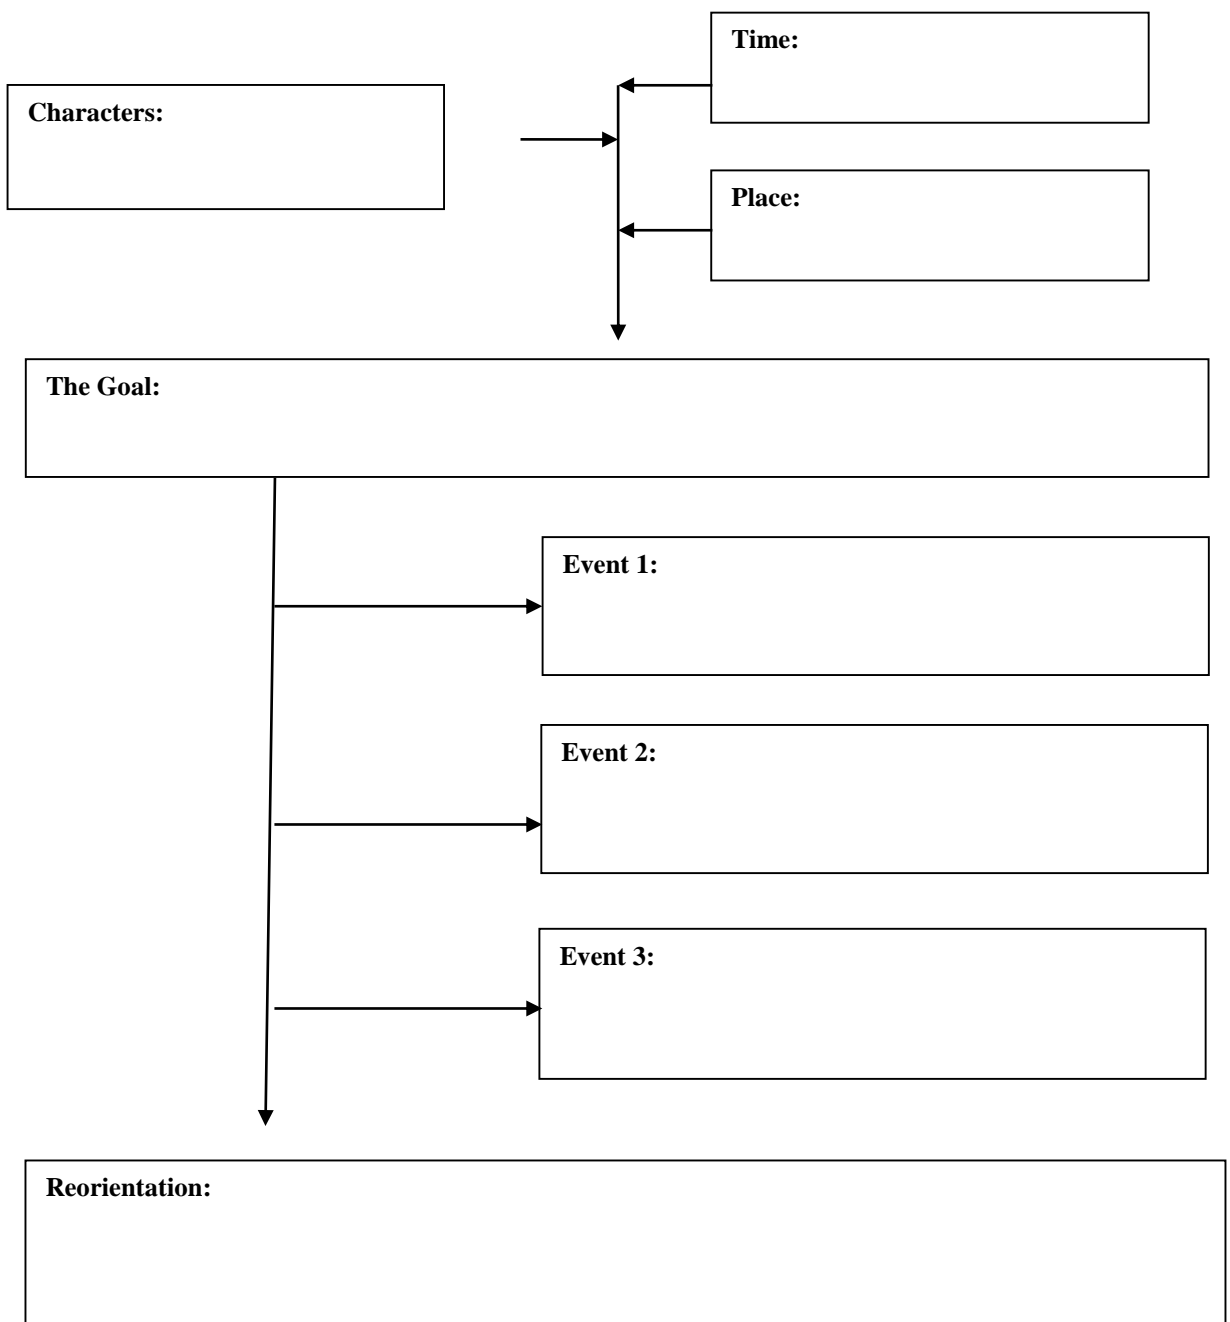 Time:
Characters:
Place:
The Goal:
Event 1:
Event 2:
Event 3:
Reorientation: